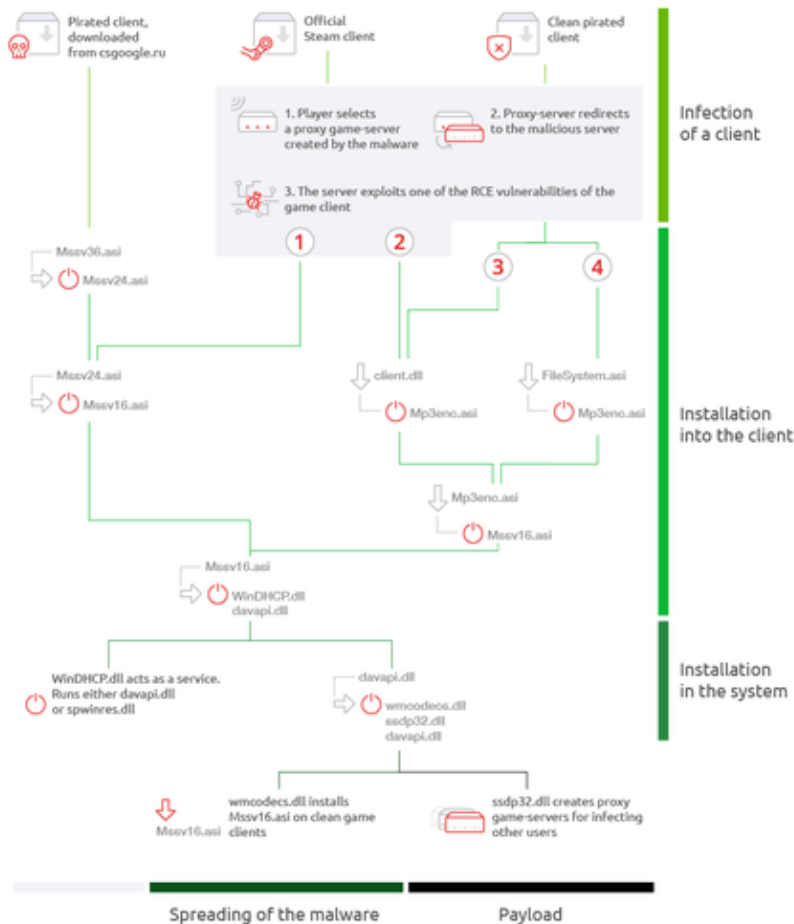 Pirated client,
downloaded
from csgoogle.ru
Official
Steam client
Clean pirated
client
1. Player selects
a proxy game-server
created by the malware
2. Proxy-server redirects
to the malicious server
3. The server exploits one of the RCE vulnerabilities of the
game client
Infection
of a client
1
2
3
4
Mssv36.asi
Mssv24.asi
Mssv24.asi
Mssv16.asi
client.dll
Mp3enc.asi
FileSystem.asi
Mp3enc.asi
Installation
into the client
Mp3enc.asi
Mssv16.asi
Mssv16.asi
WinDHCP.dll
davapi.dll
WinDHCP.dll acts as a service.
Runs either davapi.dll
or spwinres.dll
davapi.dll
wmcodecs.dll
ssdp32.dll
davapi.dll
Installation
in the system
Mssv16.asi
wmcodecs.dll installs
Mssv16.asi on clean game
clients
ssdp32.dll creates proxy
game-servers for infecting
other users
Spreading of the malware
Payload